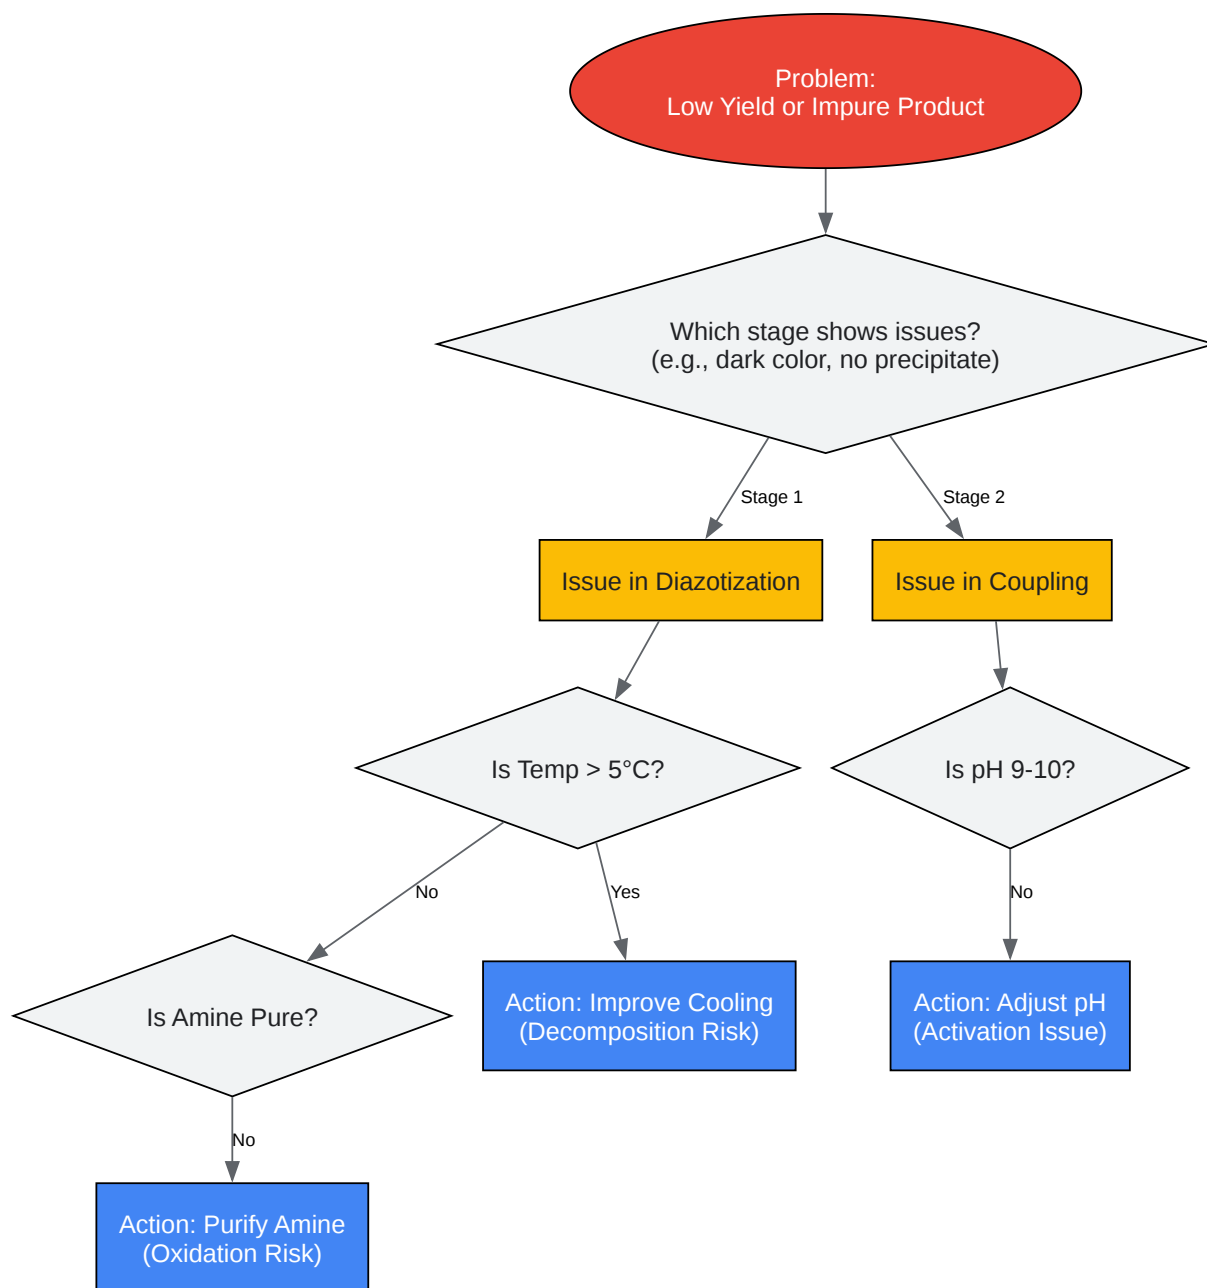 Problem:
Low Yield or Impure Product
Which stage shows issues?
(e.g., dark color, no precipitate)
Stage 1
Stage 2
Issue in Diazotization
Issue in Coupling
Is Temp > 5°C?
Is pH 9-10?
No
Yes
No
Is Amine Pure?
Action: Improve Cooling
(Decomposition Risk)
Action: Adjust pH
(Activation Issue)
No
Action: Purify Amine
(Oxidation Risk)